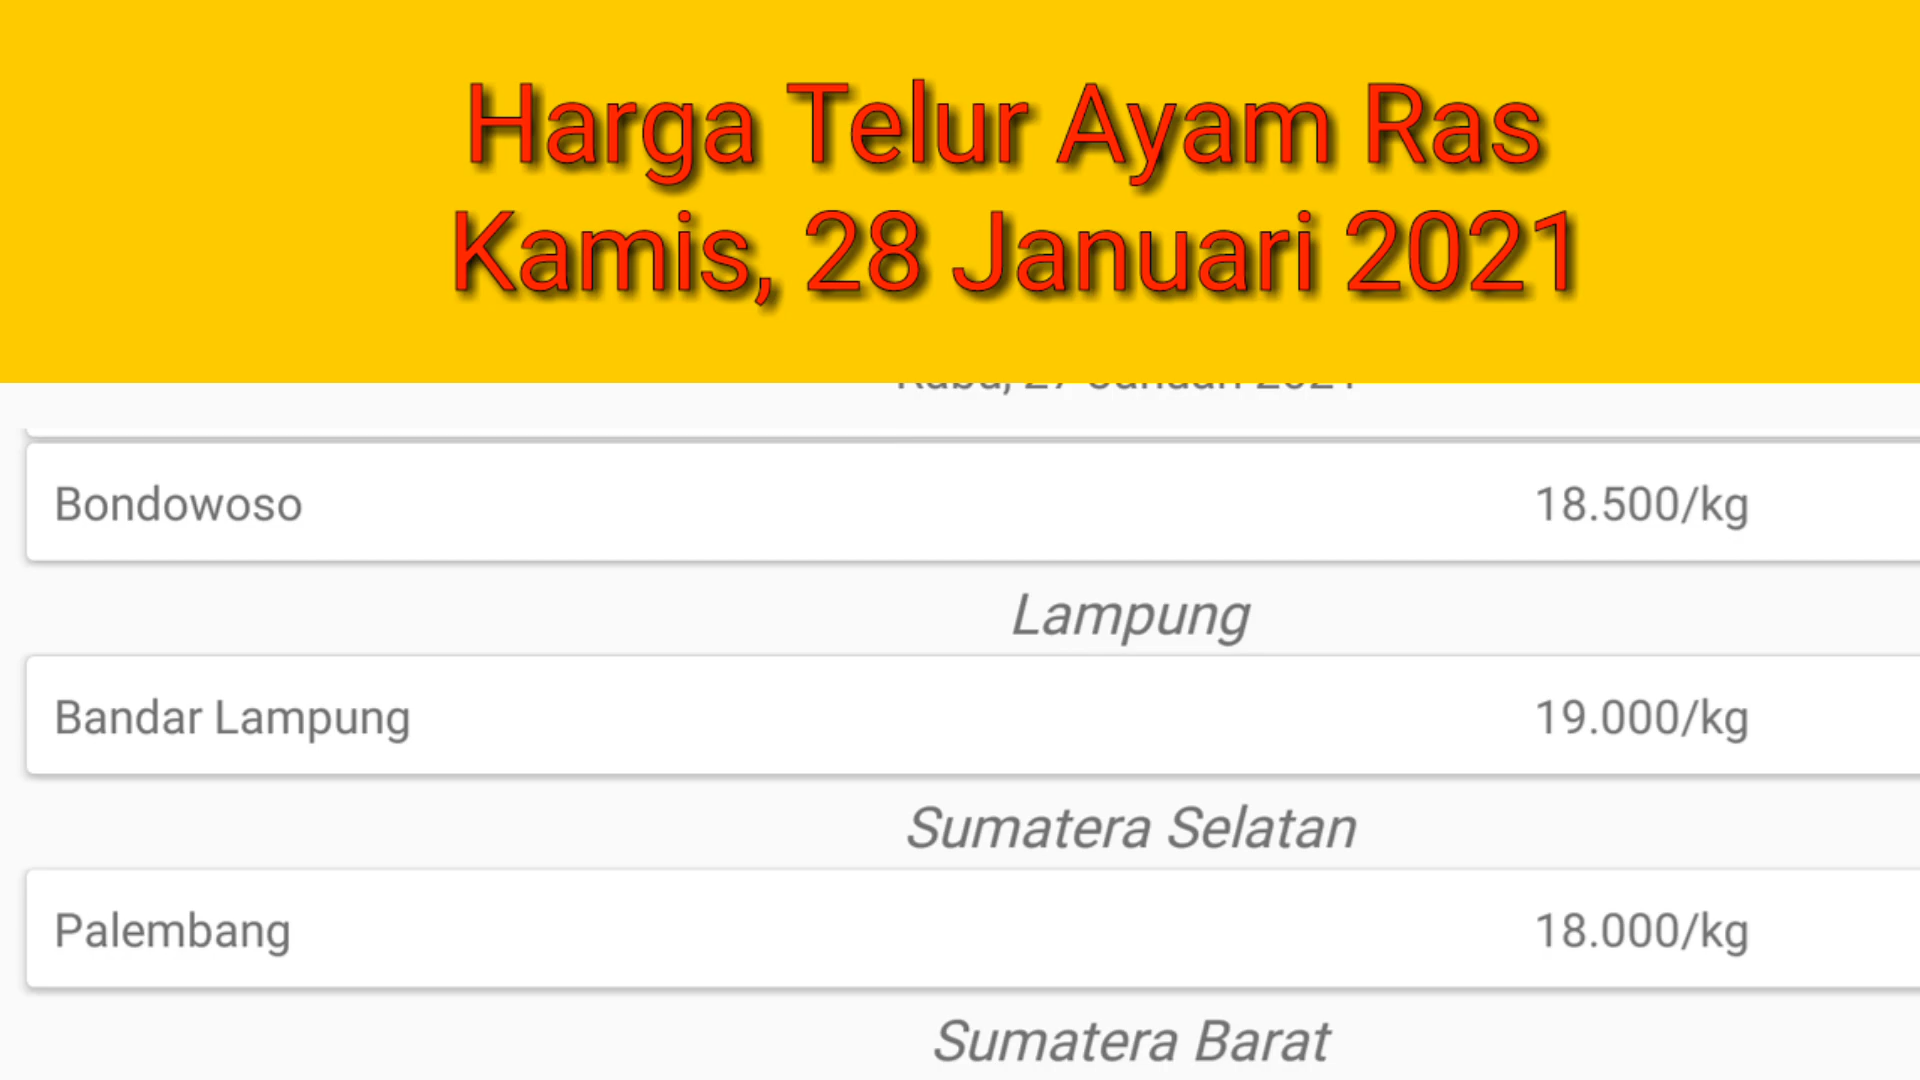 Harga Telur Ayam Ras
Kamis, 28 Januari 2021
Bondowoso 18.500/kg
Lampung
Bandar Lampung 19.000/kg
Sumatera Selatan
Palembang 18.000/kg
Sumatera Barat